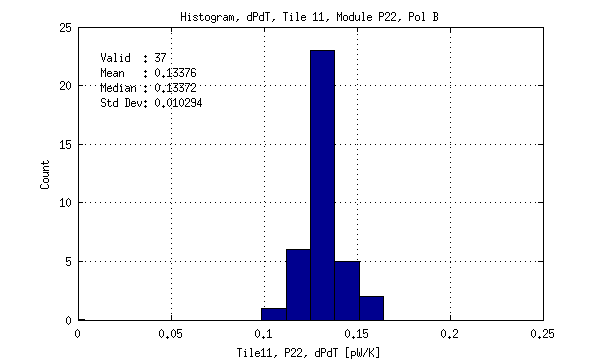 Histogram, dPdT, Tile 11, Module P22, Pol B
25
Valid : 37
Mean : 0.13376
Median : 0.13372
Std Dev: 0.010294
20
15
Count
10
5
0
0 0.05 0.1 0.15 0.2 0.25
Tile11, P22, dPdT [pW/K]